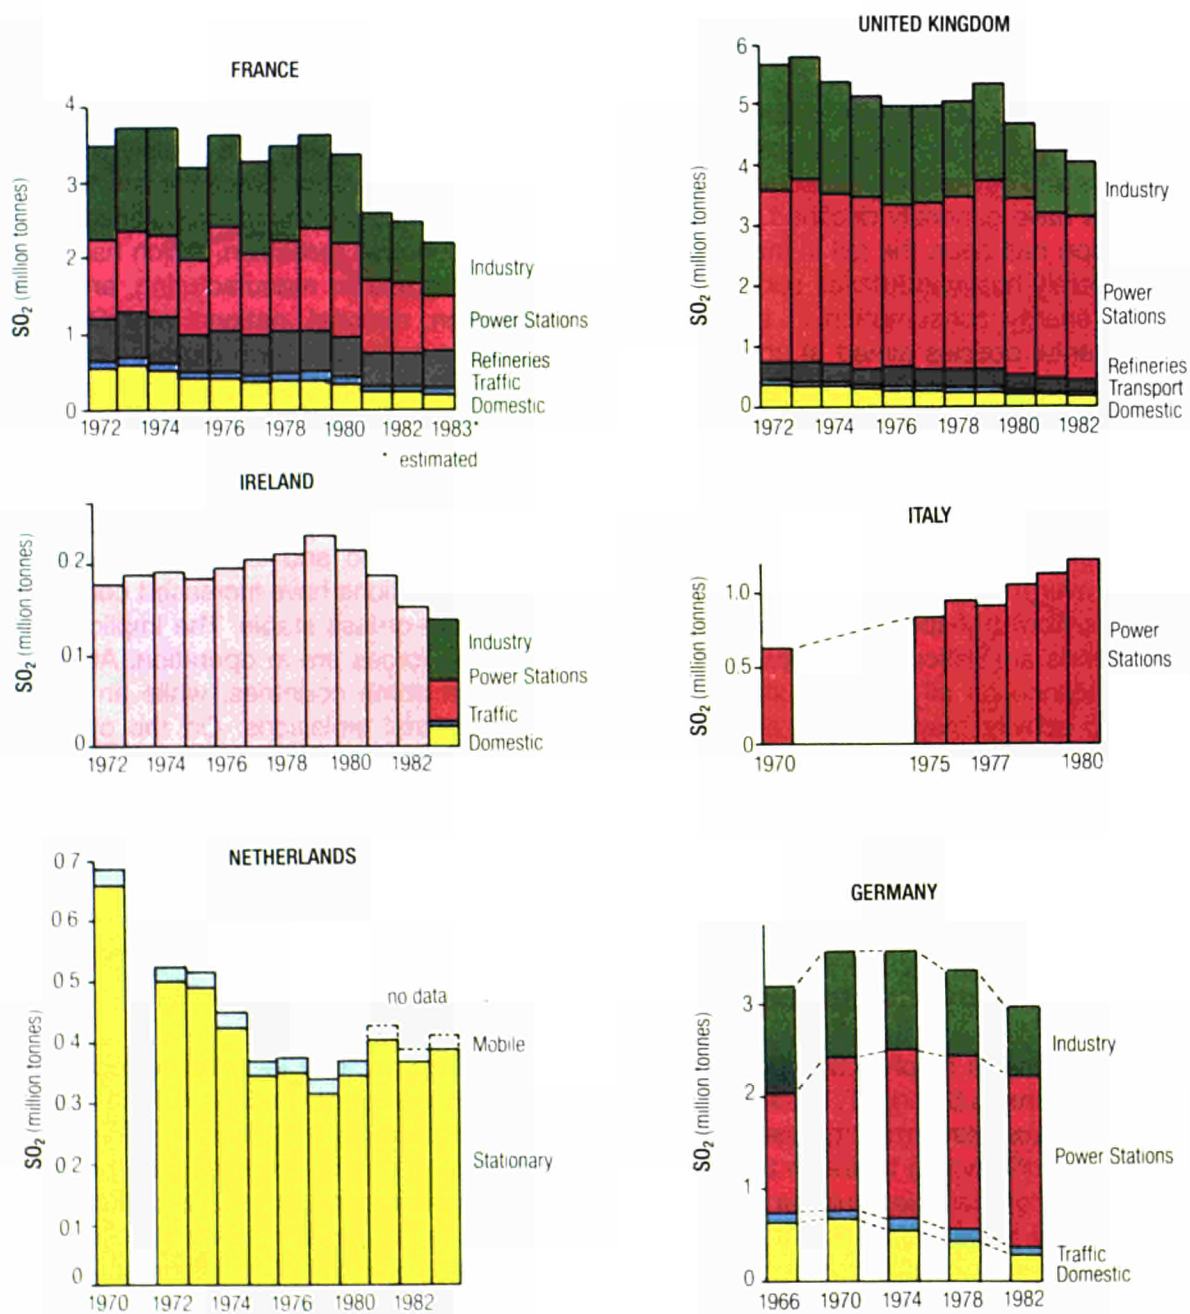 FRANCE
SO₂ (million tonnes)
4
3
2
1
0
Industry
Power Stations
Refineries
Traffic
Domestic
1972 1974 1976 1978 1980 1982 1983*
* estimated
UNITED KINGDOM
SO₂ (million tonnes)
6
5
4
3
2
1
0
Industry
Power
Stations
Refineries
Transport
Domestic
1972 1974 1976 1978 1980 1982
IRELAND
SO₂ (million tonnes)
0 2
0 1
0
Industry
Power Stations
Traffic
Domestic
1972 1974 1976 1978 1980 1982
ITALY
SO₂ (million tonnes)
1.0
0.5
0
Power
Stations
1970 1975 1977 1980
NETHERLANDS
SO₂ (million tonnes)
0 7
0 6
0 5
0 4
0 3
0 2
0 1
0
no data
Mobile
Stationary
1970 1972 1974 1976 1980 1982
GERMANY
SO₂ (million tonnes)
3
2
1
0
Industry
Power Stations
Traffic
Domestic
1966 1970 1974 1978 1982